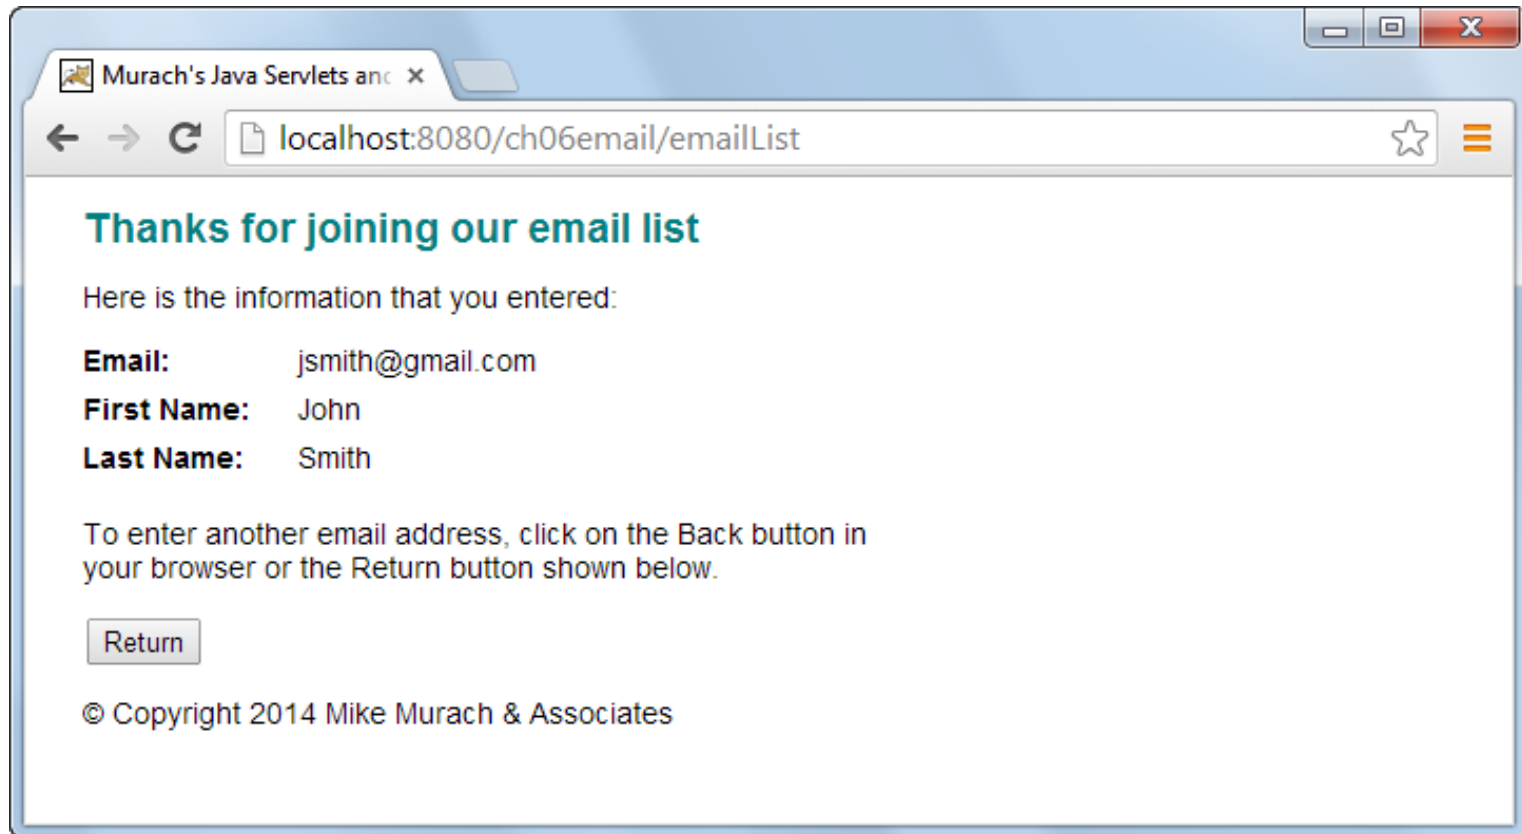 Murach's Java Servlets and
localhost:8080/ch06email/emailList
Thanks for joining our email list
Here is the information that you entered:
Email: jsmith@gmail.com
First Name: John
Last Name: Smith
To enter another email address, click on the Back button in
your browser or the Return button shown below.
Return
© Copyright 2014 Mike Murach & Associates